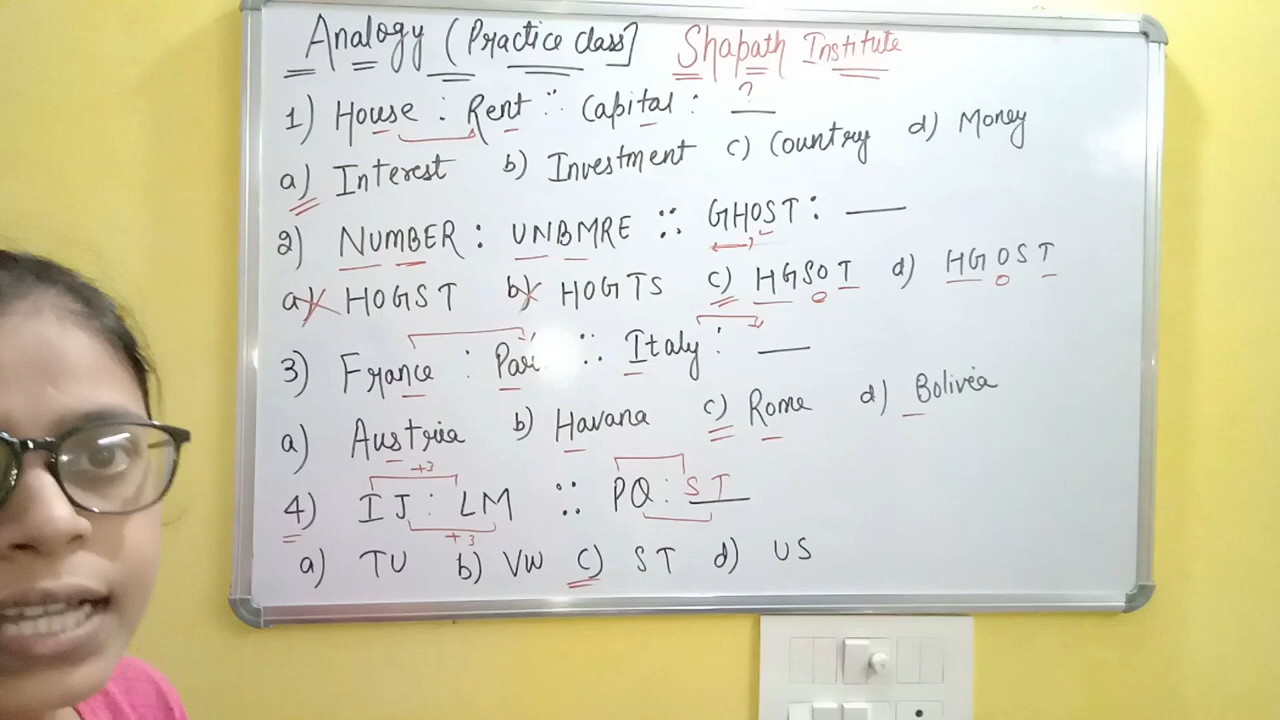 Analogy (Practice class] Shapath Institute
1) House : Rent :: Capital : ?
a) Interest b) Investment c) Country d) Money
2) NUMBER : UNBMRE :: GHOST : __
a) HOGST b) HOGTS c) HGSOT d) HGOST
3) France : Pari :: Italy : __
a) Austria b) Havana c) Rome d) Bolivia
+3
4) IJ : LM :: PQ : ST
+3
a) TU b) VW c) ST d) US